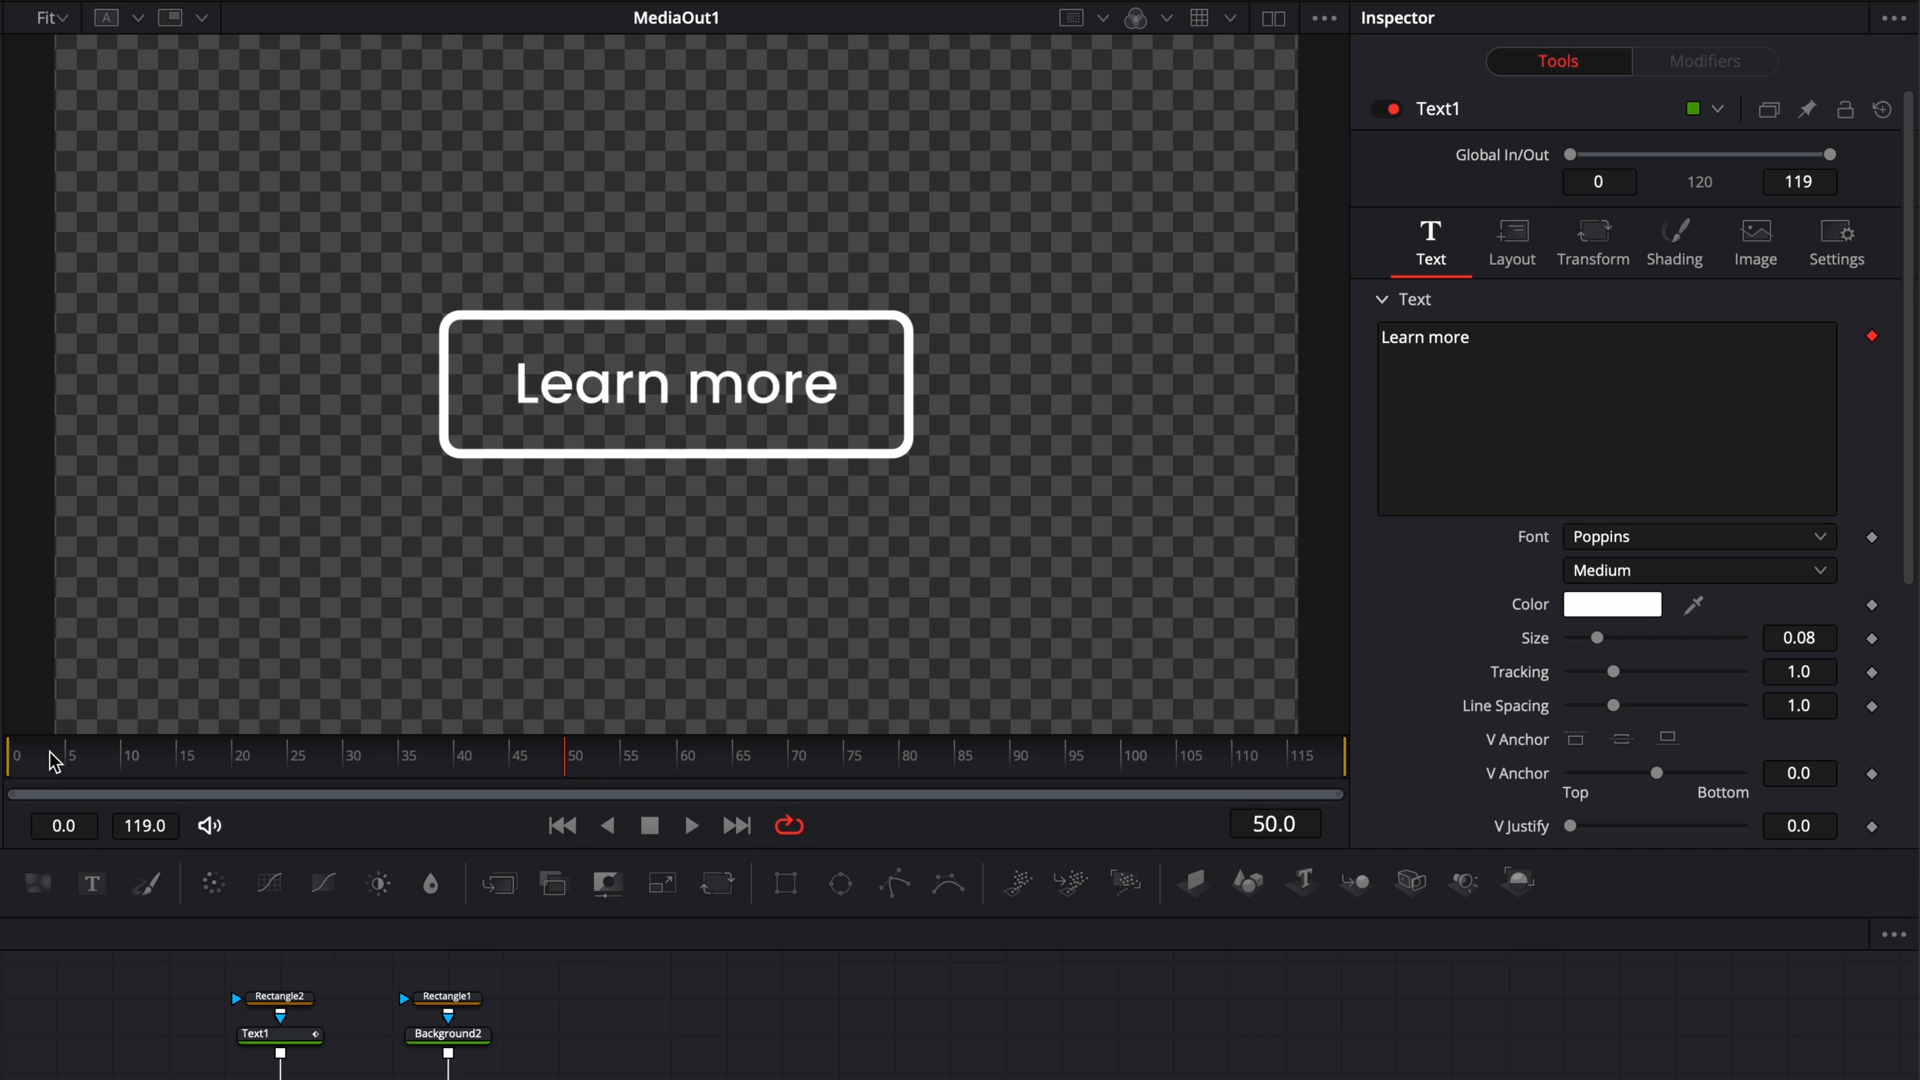 Fit
A
MediaOut1
Inspector
Tools
Modifiers
Text1
Global In/Out
0
120
119
T
Text
Layout
Transform
Shading
Image
Settings
Text
Learn more
Learn more
Font
Poppins
Medium
Color
Size
0.08
Tracking
1.0
Line Spacing
1.0
V Anchor
V Anchor
0.0
Top
Bottom
V Justify
0.0
0 5 10 15 20 25 30 35 40 45 50 55 60 65 70 75 80 85 90 95 100 105 110 115
0.0
119.0
50.0
T
T
Rectangle2
Rectangle1
Text1
Background2